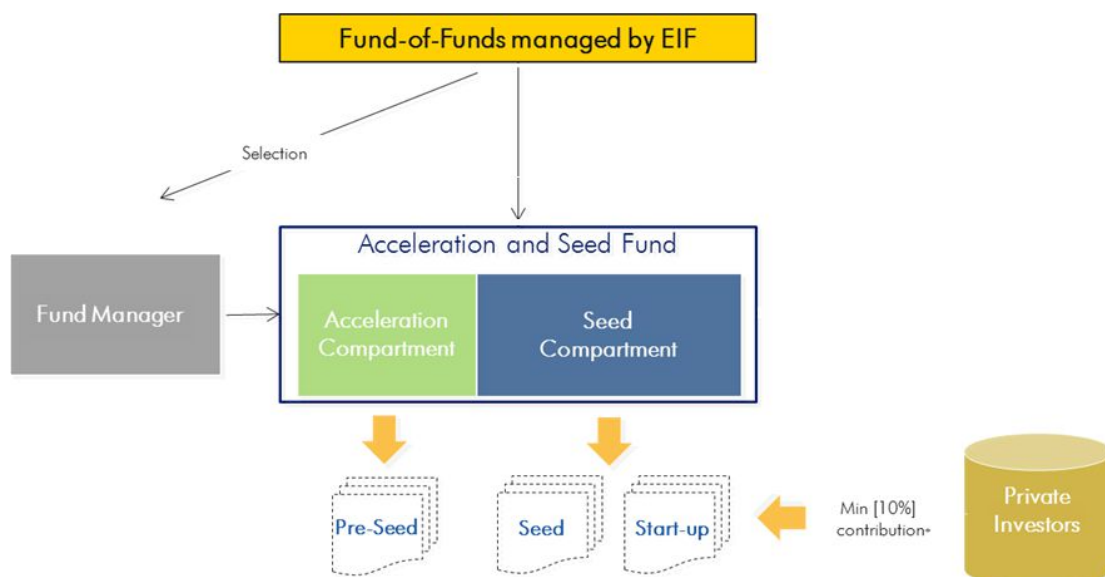 Fund-of-Funds managed by EIF
Selection
Acceleration and Seed Fund
Fund Manager
Acceleration
Compartment
Seed
Compartment
Pre-Seed
Seed
Start-up
Min [10%]
contribution*
Private
Investors